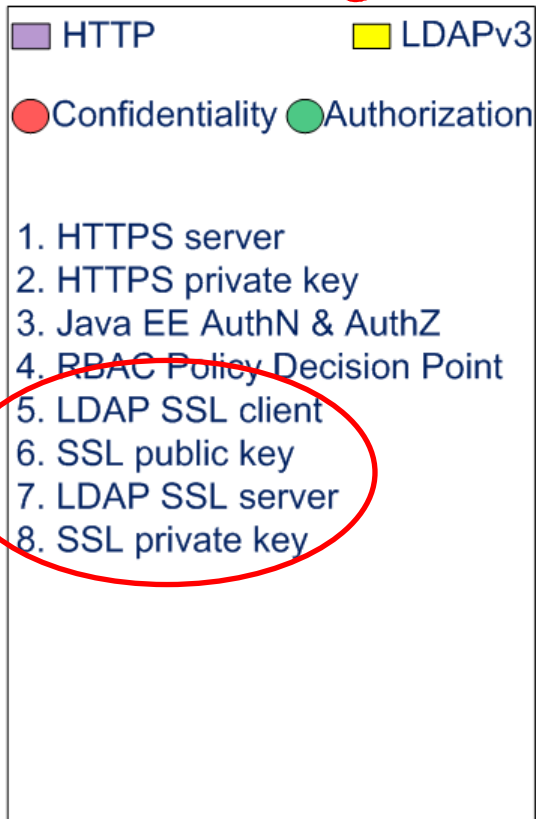 HTTP LDAPv3
Confidentiality Authorization
1. HTTPS server
2. HTTPS private key
3. Java EE AuthN & AuthZ
4. RBAC Policy Decision Point
5. LDAP SSL client
6. SSL public key
7. LDAP SSL server
8. SSL private key